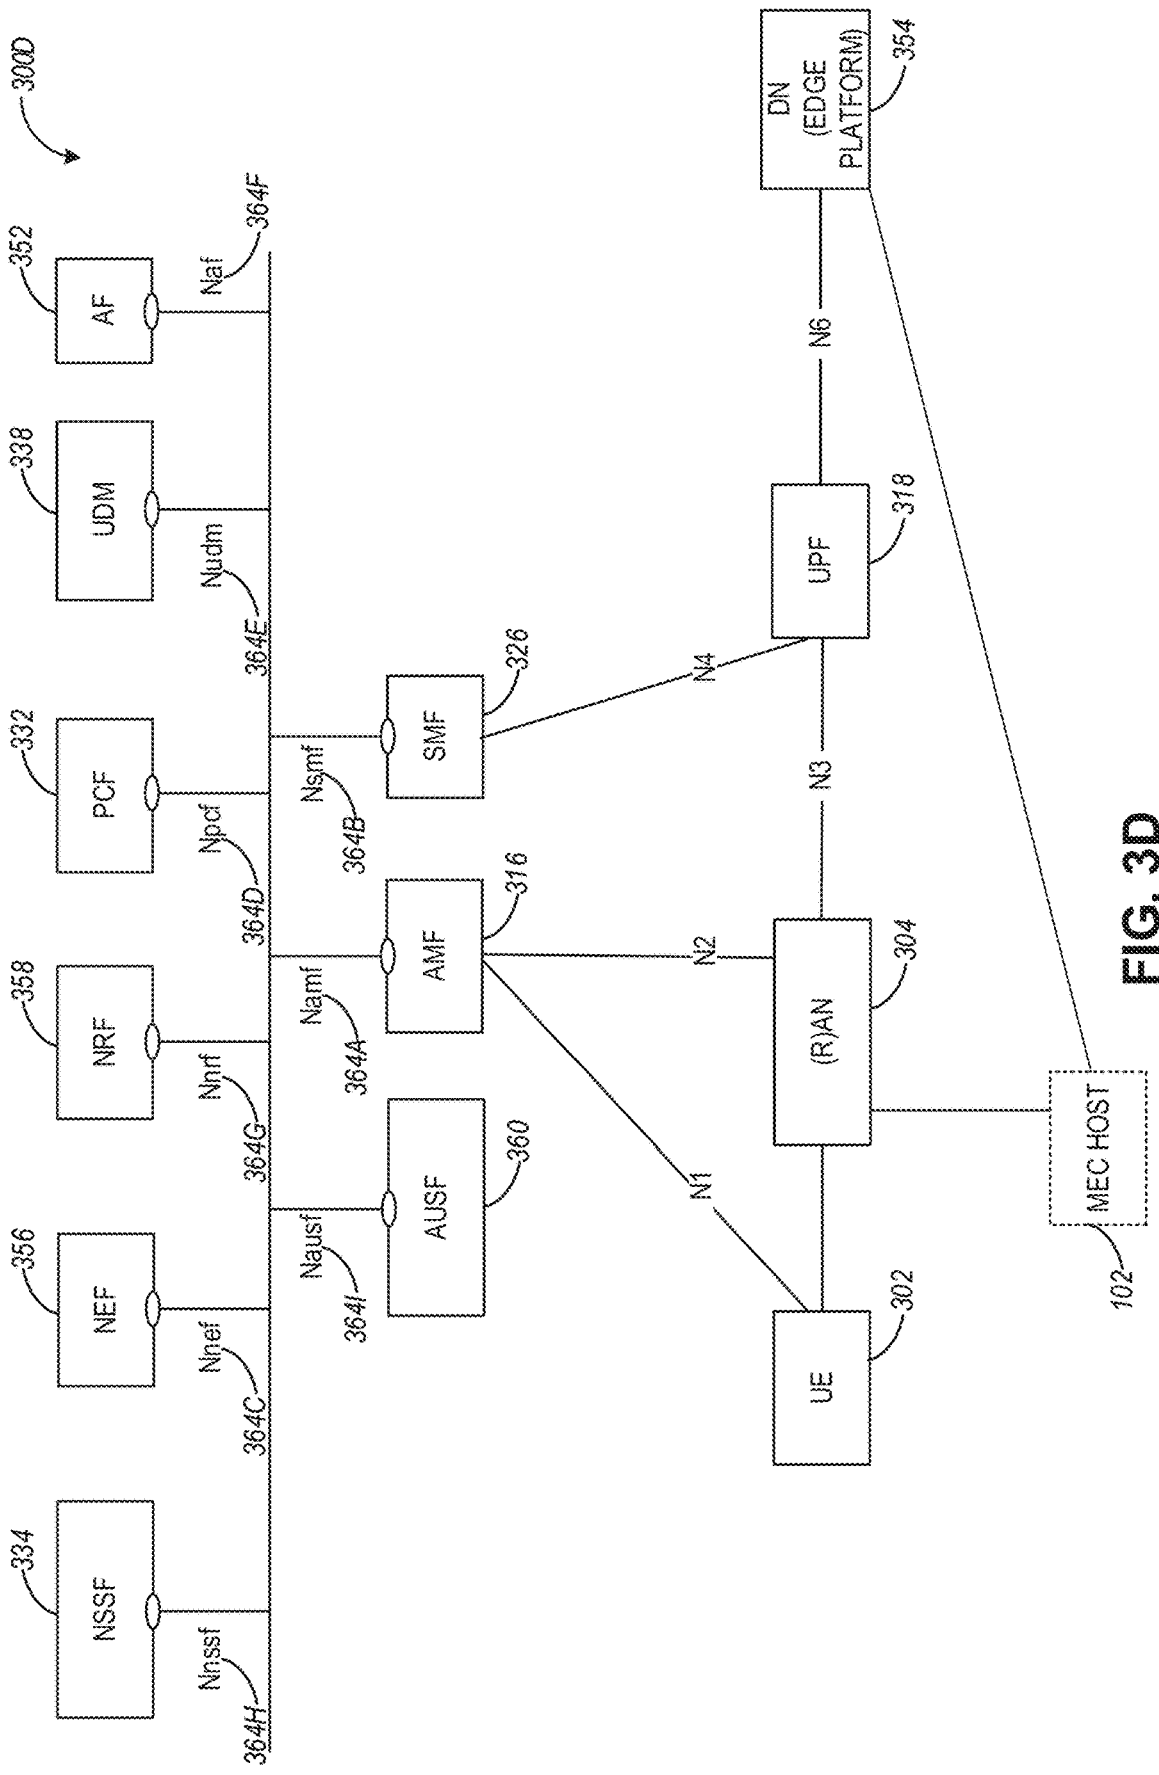 300D
334
356
358
332
338
352
NSSF
NEF
NRF
PCF
UDM
AF
Nnssf
Nnef
Nnrf
Npcf
Nudm
Naf
364H
364C
364G
364D
364E
364F
Nausf
Namf
Nsmf
364I
364A
364B
AUSF
AMF
SMF
360
316
326
N1
N2
N4
UE
(R)AN
N3
UPF
N6
DN
(EDGE
PLATFORM)
302
304
318
354
MEC HOST
102
FIG. 3D